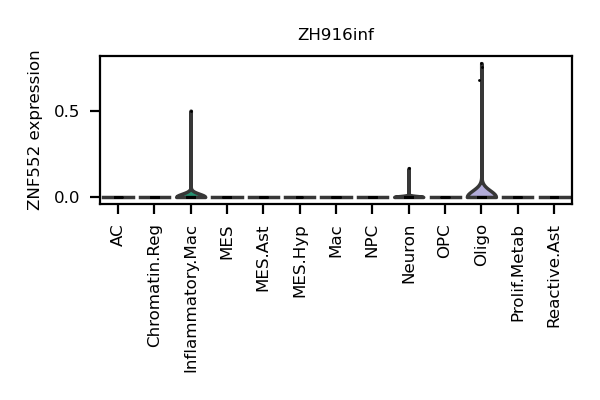 ZH916inf
ZNF552 expression
0.5
0.0
AC
Chromatin.Reg
Inflammatory.Mac
MES
MES.Ast
MES.Hyp
Mac
NPC
Neuron
OPC
Oligo
Prolif.Metab
Reactive.Ast